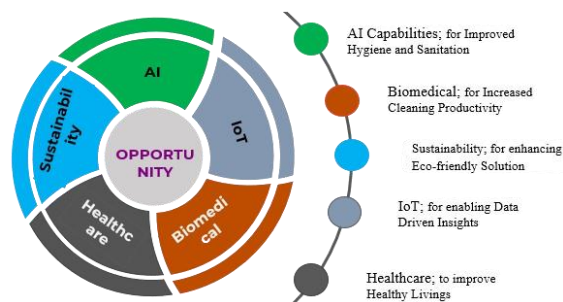 AI
IoT
Biomedi
cal
Healthc
are
Sustainabil
ity
OPPORTU
NITY
AI Capabilities; for Improved
Hygiene and Sanitation
Biomedical; for Increased
Cleaning Productivity
Sustainability; for enhancing
Eco-friendly Solution
IoT; for enabling Data
Driven Insights
Healthcare; to improve
Healthy Livings